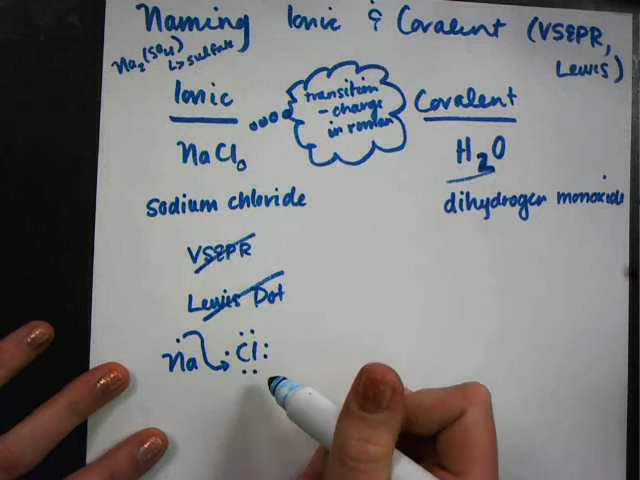 Naming Ionic & Covalent (VSEPR,
Lewis)
Na2(SO4)
↳ sulfate
Ionic
transition
- charge
in roman
Covalent
NaCl
H2O
sodium chloride
dihydrogen monoxide
VSEPR
Lewis Dot
Na Cl